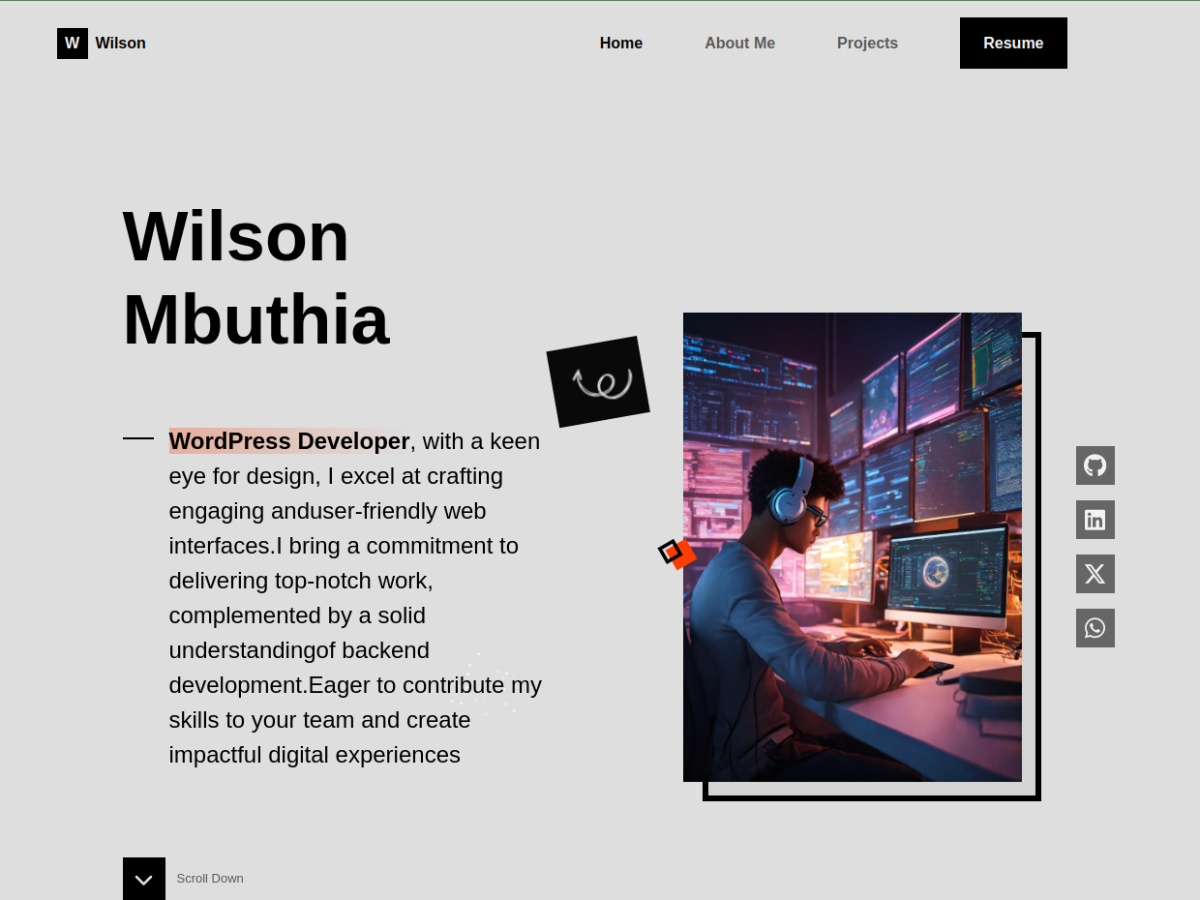 W Wilson
Home
About Me
Projects
Resume
Wilson
Mbuthia
WordPress Developer, with a keen
eye for design, I excel at crafting
engaging anduser-friendly web
interfaces.I bring a commitment to
delivering top-notch work,
complemented by a solid
understandingof backend
development.Eager to contribute my
skills to your team and create
impactful digital experiences
in
Scroll Down